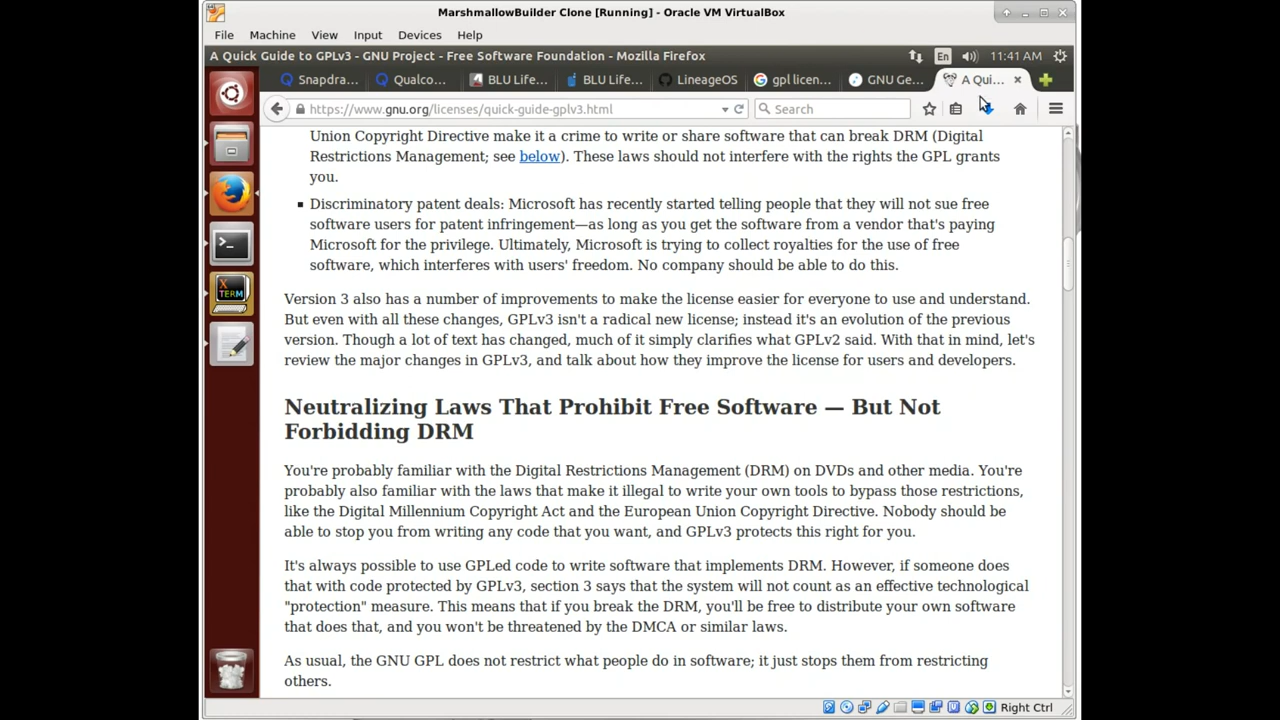 MarshmallowBuilder Clone [Running] - Oracle VM VirtualBox
File Machine View Input Devices Help
A Quick Guide to GPLv3 - GNU Project - Free Software Foundation - Mozilla Firefox
En 11:41 AM
Snapdra... Qualco... BLU Life... BLU Life... LineageOS gpl licen... GNU Ge... A Qui...
https://www.gnu.org/licenses/quick-guide-gplv3.html Search
Union Copyright Directive make it a crime to write or share software that can break DRM (Digital
Restrictions Management; see below). These laws should not interfere with the rights the GPL grants
you.
Discriminatory patent deals: Microsoft has recently started telling people that they will not sue free
software users for patent infringement—as long as you get the software from a vendor that's paying
Microsoft for the privilege. Ultimately, Microsoft is trying to collect royalties for the use of free
software, which interferes with users' freedom. No company should be able to do this.
Version 3 also has a number of improvements to make the license easier for everyone to use and understand.
But even with all these changes, GPLv3 isn't a radical new license; instead it's an evolution of the previous
version. Though a lot of text has changed, much of it simply clarifies what GPLv2 said. With that in mind, let's
review the major changes in GPLv3, and talk about how they improve the license for users and developers.
Neutralizing Laws That Prohibit Free Software — But Not
Forbidding DRM
You're probably familiar with the Digital Restrictions Management (DRM) on DVDs and other media. You're
probably also familiar with the laws that make it illegal to write your own tools to bypass those restrictions,
like the Digital Millennium Copyright Act and the European Union Copyright Directive. Nobody should be
able to stop you from writing any code that you want, and GPLv3 protects this right for you.
It's always possible to use GPLed code to write software that implements DRM. However, if someone does
that with code protected by GPLv3, section 3 says that the system will not count as an effective technological
"protection" measure. This means that if you break the DRM, you'll be free to distribute your own software
that does that, and you won't be threatened by the DMCA or similar laws.
As usual, the GNU GPL does not restrict what people do in software; it just stops them from restricting
others.
X
TERM
Right Ctrl